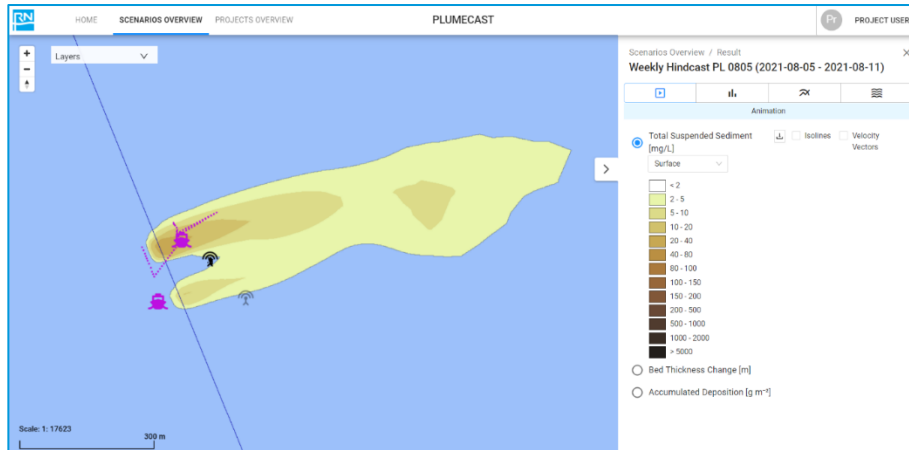 RN
HOME
SCENARIOS OVERVIEW
PROJECTS OVERVIEW
PLUMECAST
Pr
PROJECT USER
Layers
Scale: 1: 17623
300 m
Scenarios Overview / Result
Weekly Hindcast PL 0805 (2021-08-05 - 2021-08-11)
Animation
Total Suspended Sediment
[mg/L]
Isolines
Velocity
Vectors
Surface
< 2
2 - 5
5 - 10
10 - 20
20 - 40
40 - 80
80 - 100
100 - 150
150 - 200
200 - 500
500 - 1000
1000 - 2000
> 5000
Bed Thickness Change [m]
Accumulated Deposition [g m⁻²]